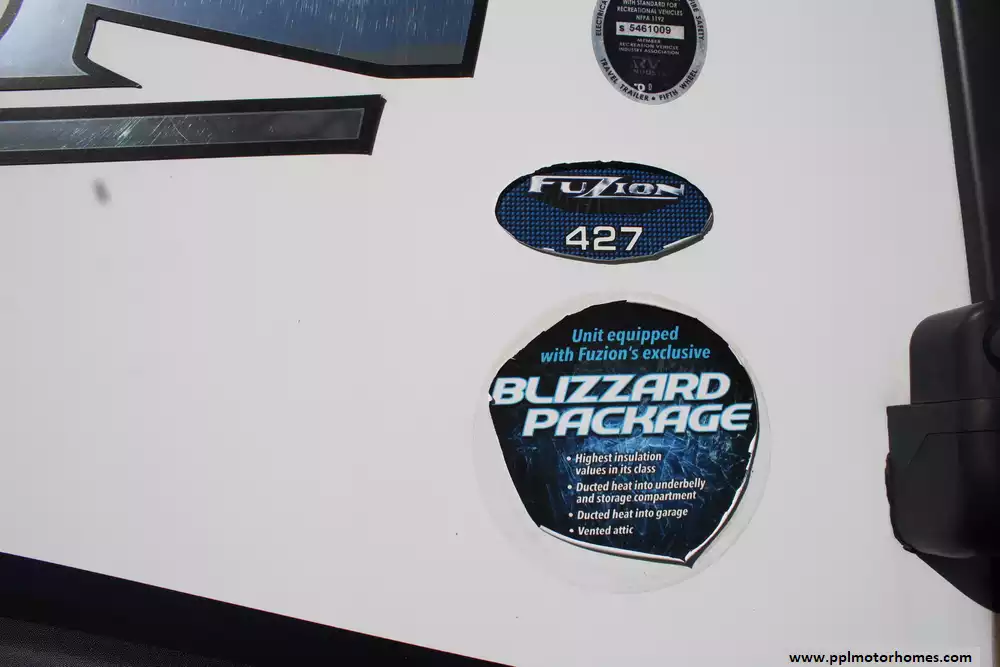 WITH STANDARD FOR
RECREATIONAL VEHICLES
NFPA 1192
S 5461009
MEMBER
RECREATION VEHICLE
INDUSTRY ASSOCIATION
RV
TRAVEL TRAILER • FIFTH WHEEL
FUZION
427
Unit equipped
with Fuzion's exclusive
BLIZZARD
PACKAGE
• Highest insulation
values in its class
• Ducted heat into underbelly
and storage compartment
• Ducted heat into garage
• Vented attic
www.pplmotorhomes.com